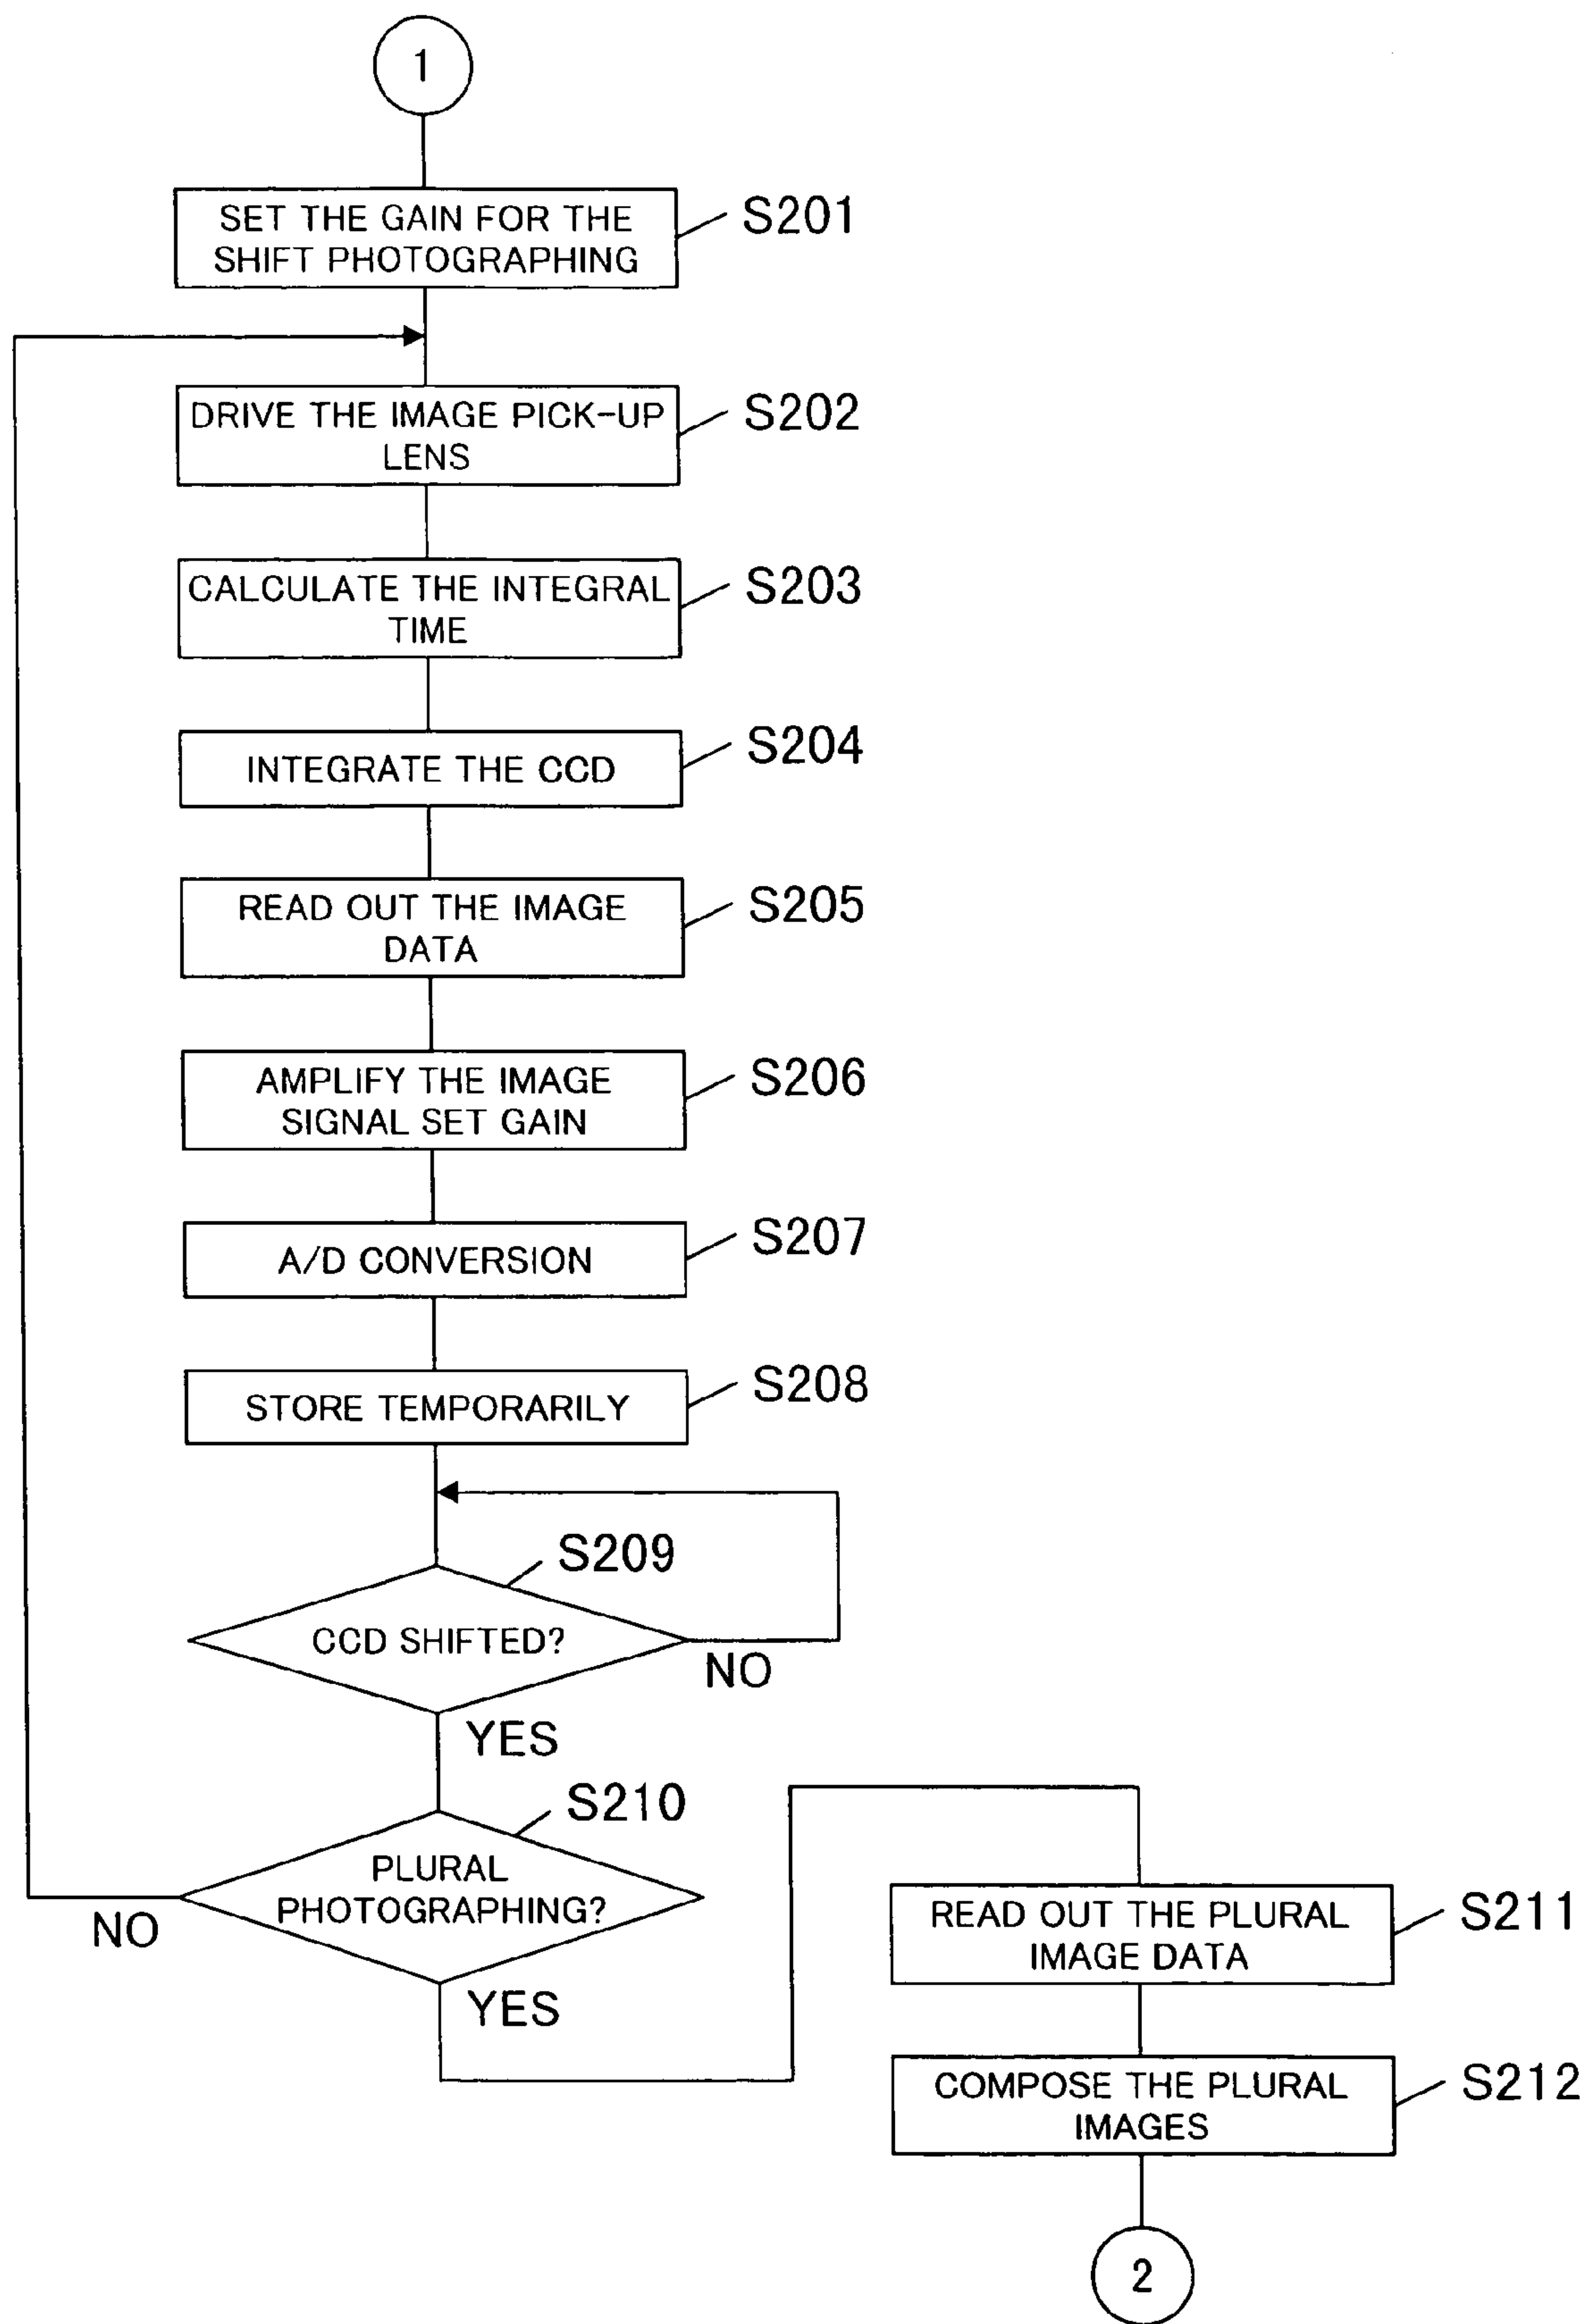 1
SET THE GAIN FOR THE
SHIFT PHOTOGRAPHING
S201
DRIVE THE IMAGE PICK-UP
LENS
S202
CALCULATE THE INTEGRAL
TIME
S203
INTEGRATE THE CCD
S204
READ OUT THE IMAGE
DATA
S205
AMPLIFY THE IMAGE
SIGNAL SET GAIN
S206
A/D CONVERSION
S207
STORE TEMPORARILY
S208
S209
CCD SHIFTED?
NO
YES
S210
PLURAL
PHOTOGRAPHING?
NO
YES
READ OUT THE PLURAL
IMAGE DATA
S211
COMPOSE THE PLURAL
IMAGES
S212
2